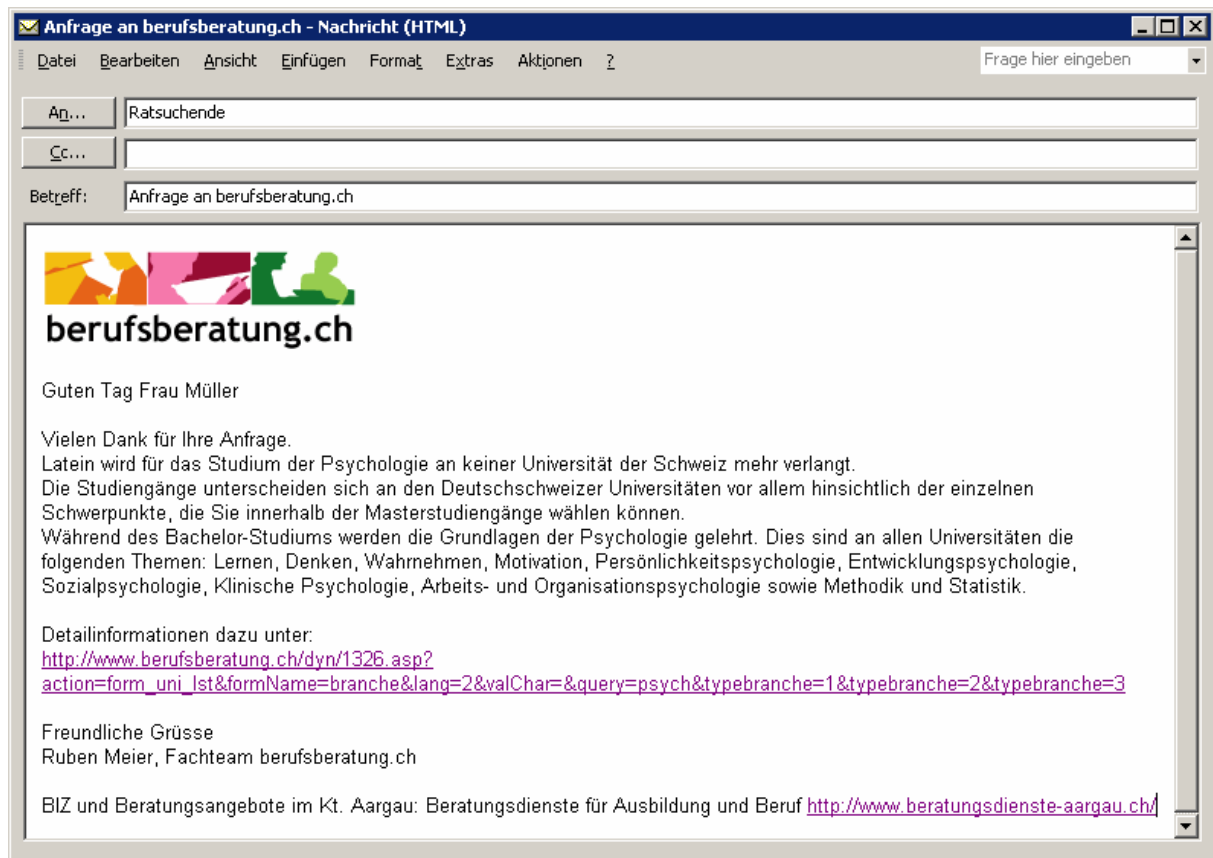 Anfrage an berufsberatung.ch - Nachricht (HTML)
Datei Bearbeiten Ansicht Einfügen Format Extras Aktionen ? Frage hier eingeben
An... Ratsuchende
Cc...
Betreff: Anfrage an berufsberatung.ch
berufsberatung.ch
Guten Tag Frau Müller
Vielen Dank für Ihre Anfrage.
Latein wird für das Studium der Psychologie an keiner Universität der Schweiz mehr verlangt.
Die Studiengänge unterscheiden sich an den Deutschschweizer Universitäten vor allem hinsichtlich der einzelnen
Schwerpunkte, die Sie innerhalb der Masterstudiengänge wählen können.
Während des Bachelor-Studiums werden die Grundlagen der Psychologie gelehrt. Dies sind an allen Universitäten die
folgenden Themen: Lernen, Denken, Wahrnehmen, Motivation, Persönlichkeitspsychologie, Entwicklungspsychologie,
Sozialpsychologie, Klinische Psychologie, Arbeits- und Organisationspsychologie sowie Methodik und Statistik.
Detailinformationen dazu unter:
http://www.berufsberatung.ch/dyn/1326.asp?
action=form_uni_lst&formName=branche&lang=2&valChar=&query=psych&typebranche=1&typebranche=2&typebranche=3
Freundliche Grüsse
Ruben Meier, Fachteam berufsberatung.ch
BIZ und Beratungsangebote im Kt. Aargau: Beratungsdienste für Ausbildung und Beruf http://www.beratungsdienste-aargau.ch/